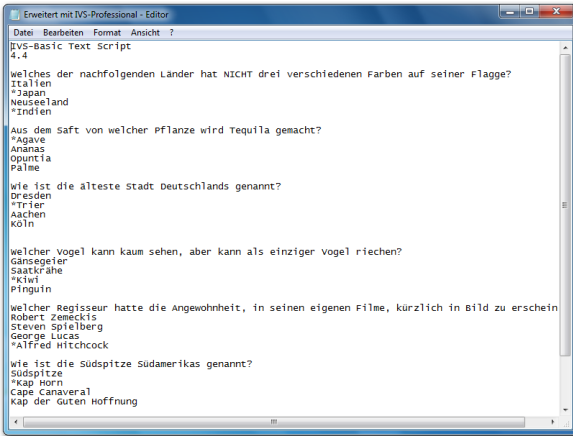 Erweitert mit IVS-Professional - Editor
Datei Bearbeiten Format Ansicht ?
IVS-Basic Text Script
4.4
Welches der nachfolgenden Länder hat NICHT drei verschiedenen Farben auf seiner Flagge?
Italien
*Japan
Neuseeland
*Indien
Aus dem Saft von welcher Pflanze wird Tequila gemacht?
*Agave
Ananas
Opuntia
Palme
Wie ist die älteste Stadt Deutschlands genannt?
Dresden
*Trier
Aachen
Köln
Welcher Vogel kann kaum sehen, aber kann als einziger Vogel riechen?
Gänsegeier
Saatkrähe
*Kiwi
Pinguin
Welcher Regisseur hatte die Angewohnheit, in seinen eigenen Filme, kürzlich in Bild zu erschein
Robert Zemeckis
Steven Spielberg
George Lucas
*Alfred Hitchcock
Wie ist die Südspitze Südamerikas genannt?
Südspitze
*Kap Horn
Cape Canaveral
Kap der Guten Hoffnung